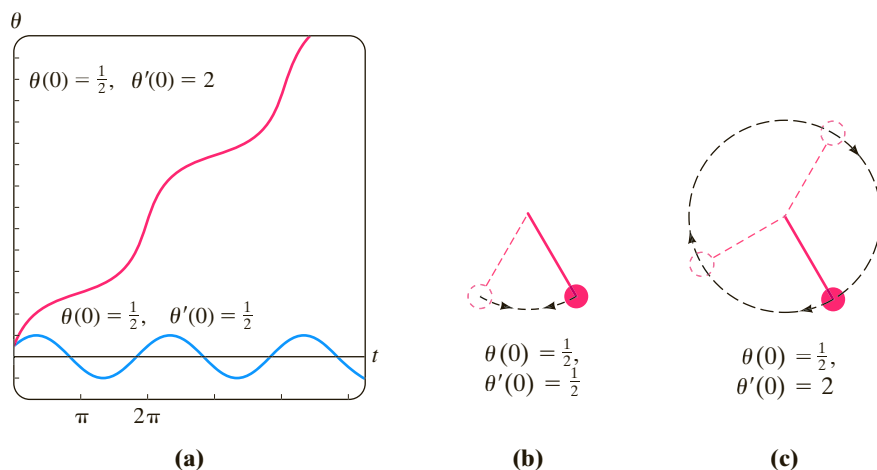 θ
θ(0) = 1/2, θ′(0) = 2
θ(0) = 1/2, θ′(0) = 1/2
t
π 2π
(a)
θ(0) = 1/2,
θ′(0) = 1/2
(b)
θ(0) = 1/2,
θ′(0) = 2
(c)